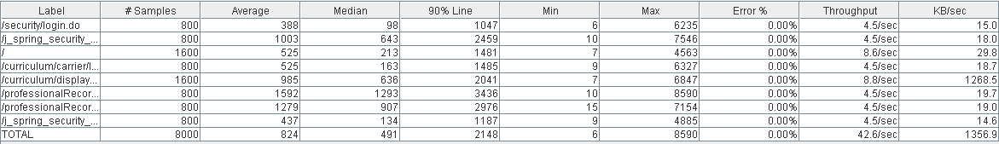 Label # Samples Average Median 90% Line Min Max Error % Throughput KB/sec
/security/login.do 800 388 98 1047 6 6235 0.00% 4.5/sec 15.0
/j_spring_security_... 800 1003 643 2459 10 7546 0.00% 4.5/sec 18.0
/ 1600 525 213 1481 7 4563 0.00% 8.6/sec 29.8
/curriculum/carrier/l... 800 525 163 1485 9 6327 0.00% 4.5/sec 18.7
/curriculum/display... 1600 985 636 2041 7 6847 0.00% 8.8/sec 1268.5
/professionalRecor... 800 1592 1293 3436 10 8590 0.00% 4.5/sec 19.7
/professionalRecor... 800 1279 907 2976 15 7154 0.00% 4.5/sec 19.0
/j_spring_security_... 800 437 134 1187 9 4885 0.00% 4.5/sec 14.6
TOTAL 8000 824 491 2148 6 8590 0.00% 42.6/sec 1356.9